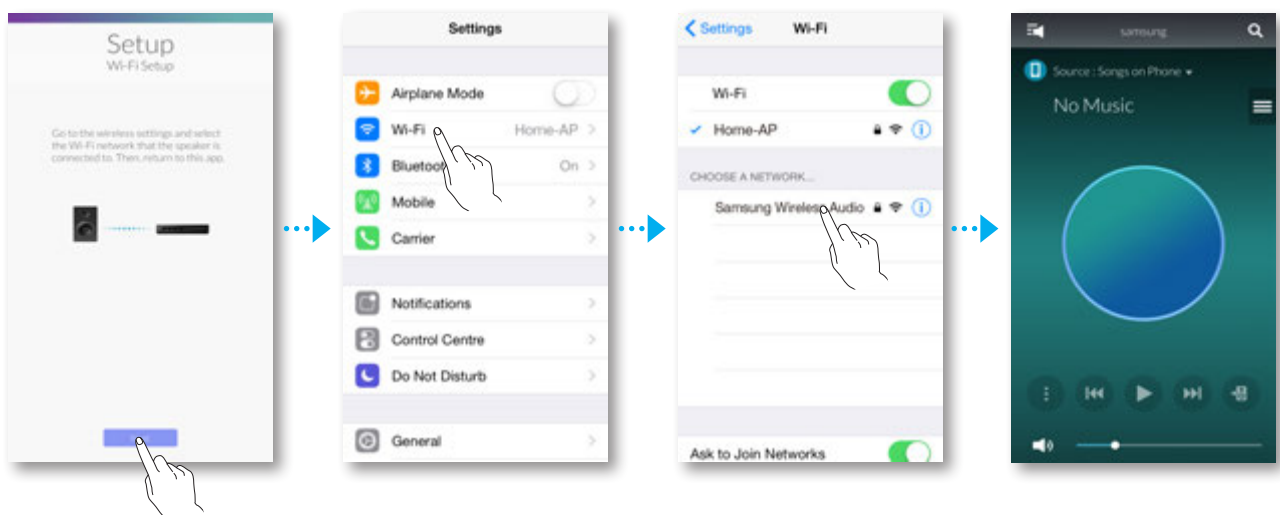 Setup
Wi-Fi Setup
Go to the wireless settings and select
the Wi-Fi network that the speaker is
connected to. Then, return to this app.
Settings
Airplane Mode
Wi-Fi
Home-AP
On
Mobile
Carrier
Notifications
Control Centre
Do Not Disturb
General
Settings
Wi-Fi
Wi-Fi
Home-AP
CHOOSE A NETWORK...
Samsung Wireless Audio
Ask to Join Networks
samsung
Source : Songs on Phone
No Music